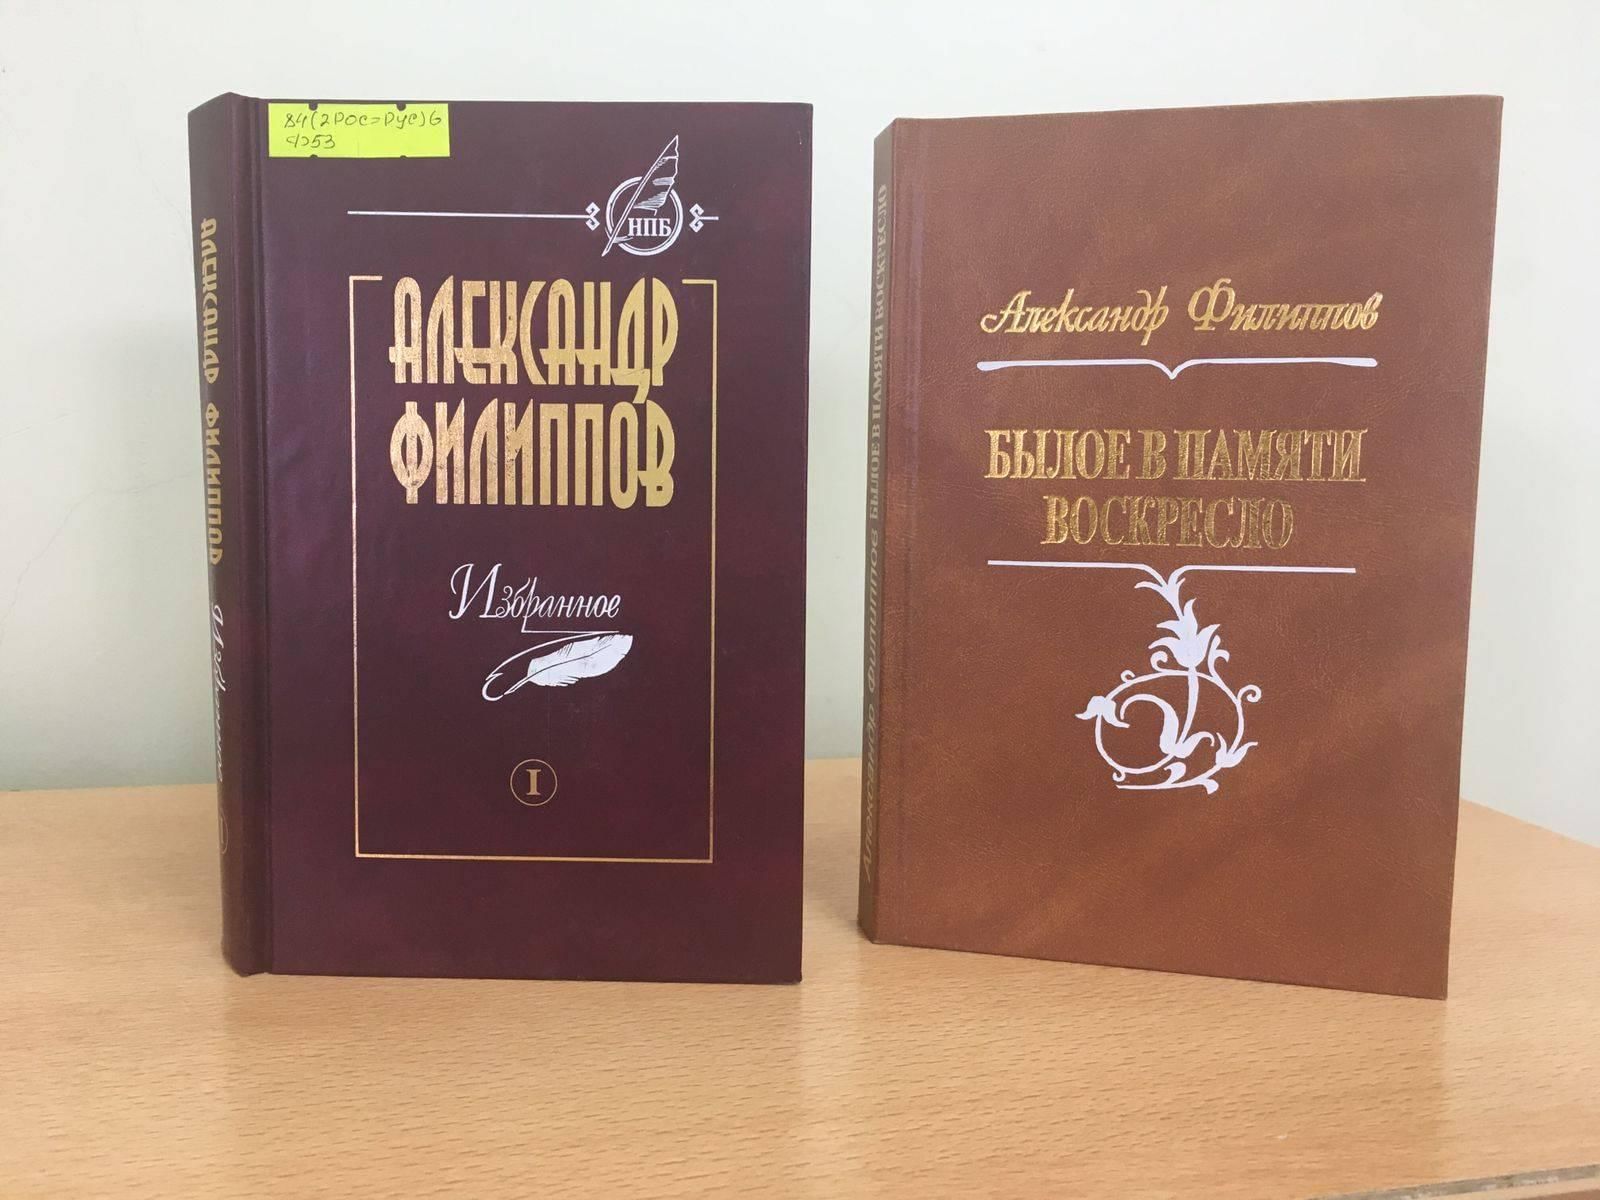 84(2Рос=Рус)6
Ф53
НПБ
АЛЕКСАНДР
ФИЛИППОВ
Избранное
I
АЛЕКСАНДР ФИЛИППОВ Избранное I
Александр Филиппов
БЫЛОЕ В ПАМЯТИ
ВОСКРЕСЛО
Александр Филиппов БЫЛОЕ В ПАМЯТИ ВОСКРЕСЛО